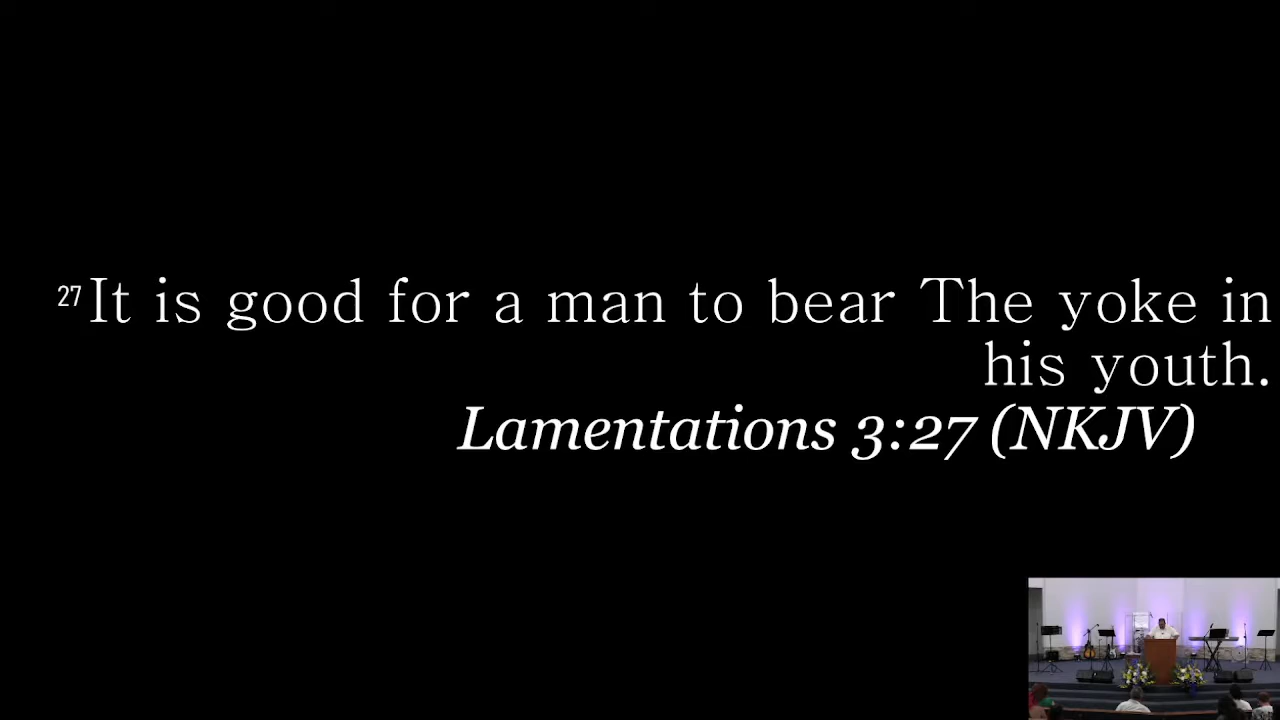 27It is good for a man to bear The yoke in
his youth.
Lamentations 3:27 (NKJV)